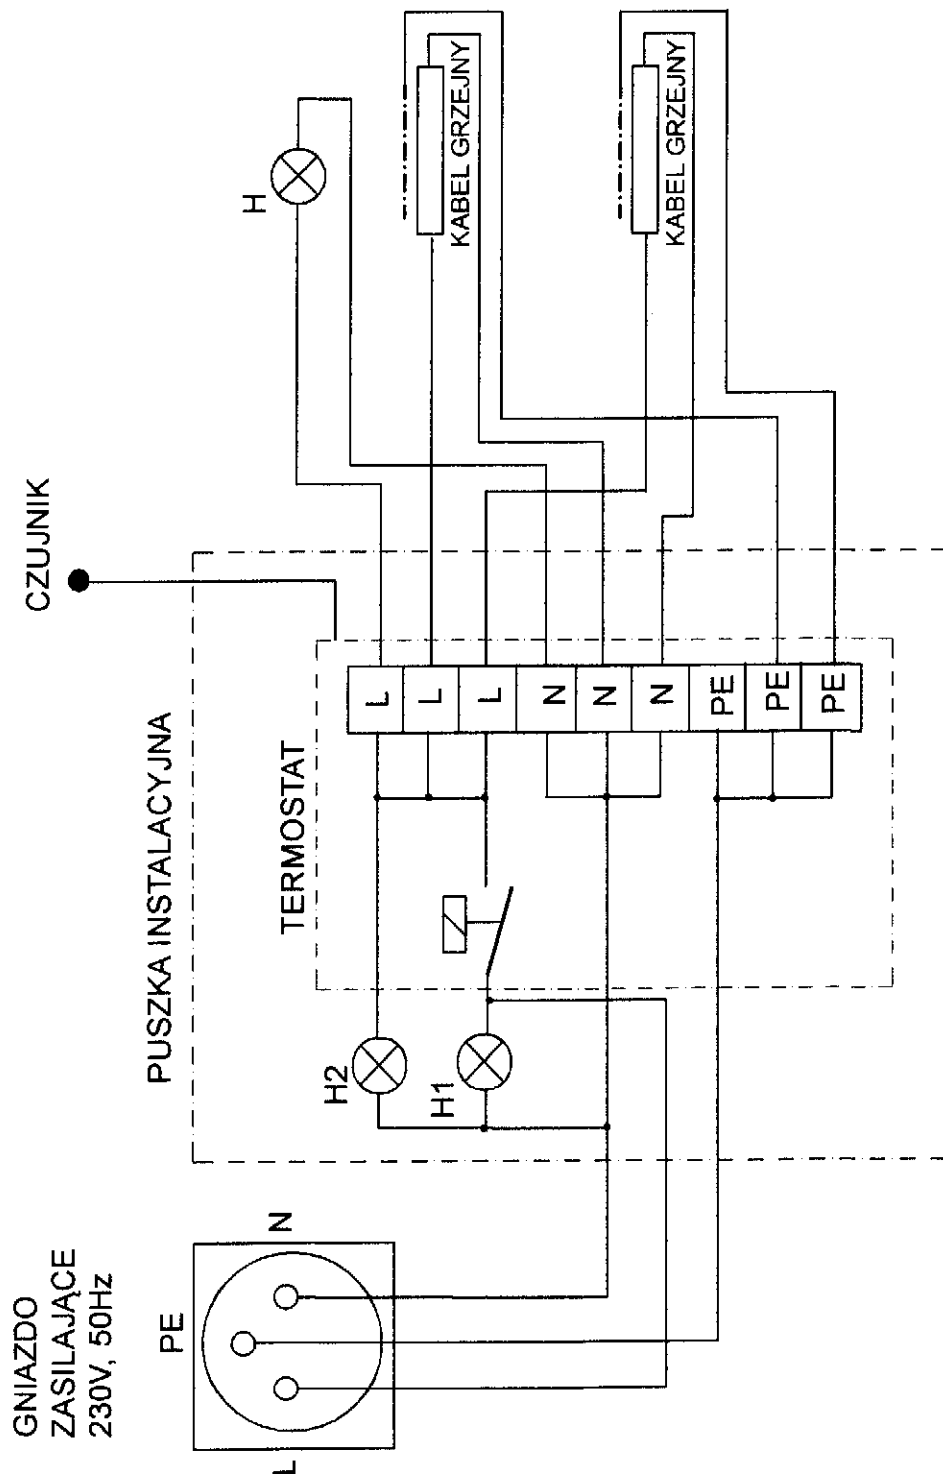 GNIAZDO
ZASILAJĄCE
230V, 50Hz
L
PE
N
PUSZKA INSTALACYJNA
TERMOSTAT
H2
H1
CZUJNIK
L
L
L
N
N
N
PE
PE
PE
H
KABEL GRZEJNY
KABEL GRZEJNY